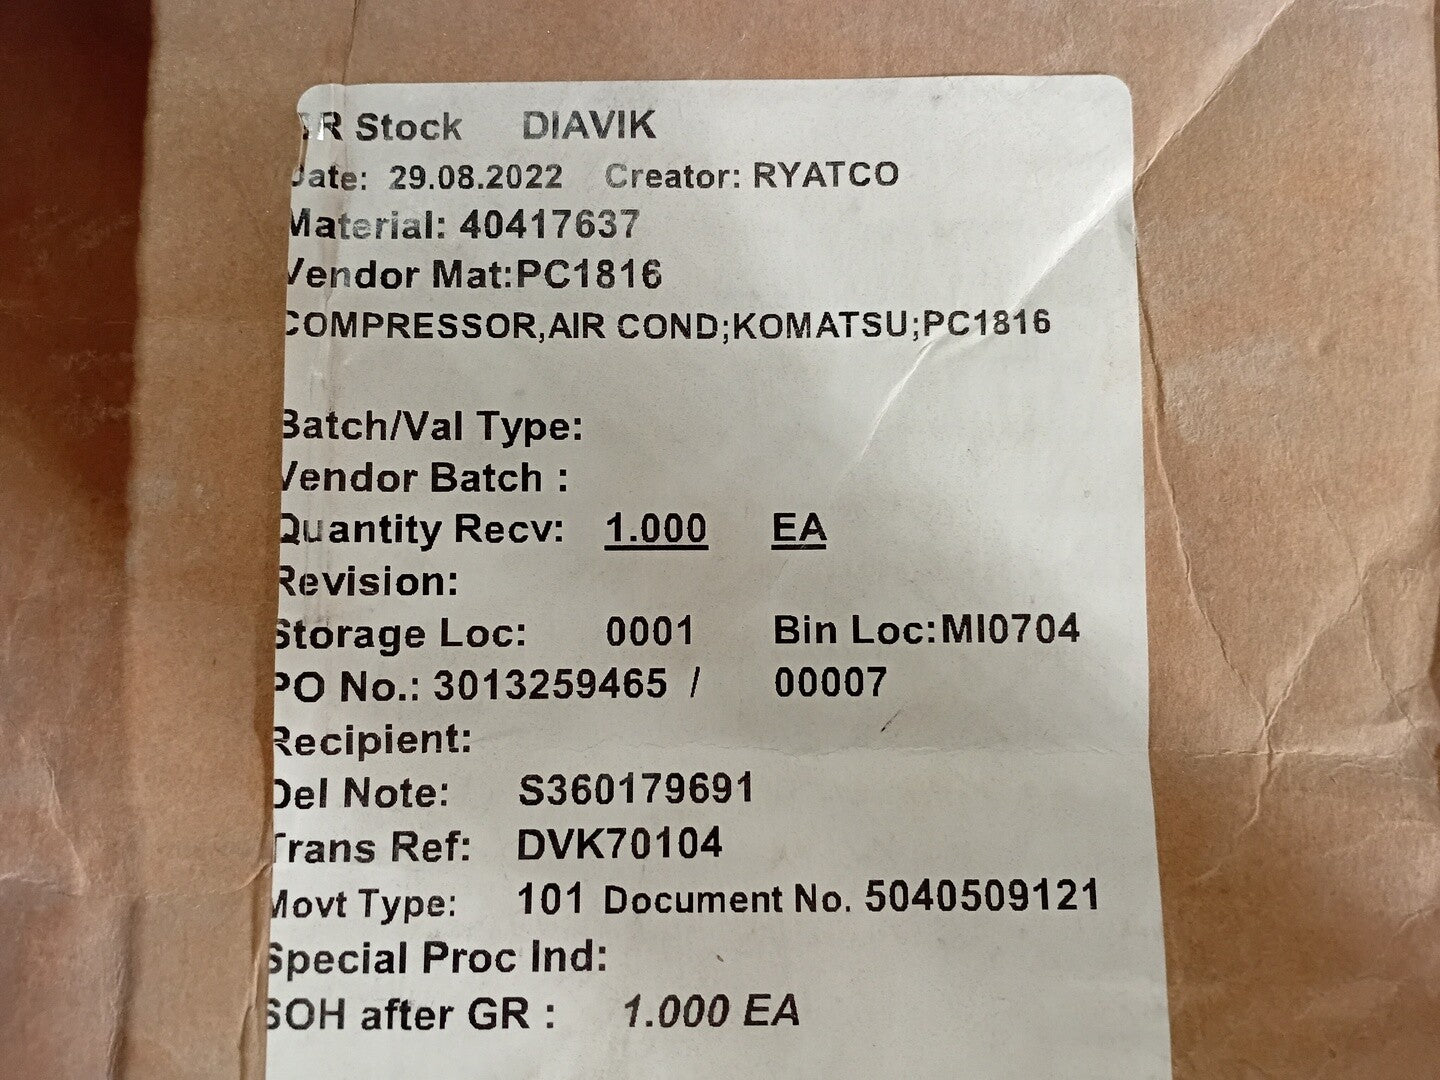 GR Stock DIAVIK
Date: 29.08.2022 Creator: RYATCO
Material: 40417637
Vendor Mat:PC1816
COMPRESSOR,AIR COND;KOMATSU;PC1816
Batch/Val Type:
Vendor Batch :
Quantity Recv: 1.000 EA
Revision:
Storage Loc: 0001 Bin Loc:MI0704
PO No.: 3013259465 / 00007
Recipient:
Del Note: S360179691
Trans Ref: DVK70104
Movt Type: 101 Document No. 5040509121
Special Proc Ind:
SOH after GR : 1.000 EA